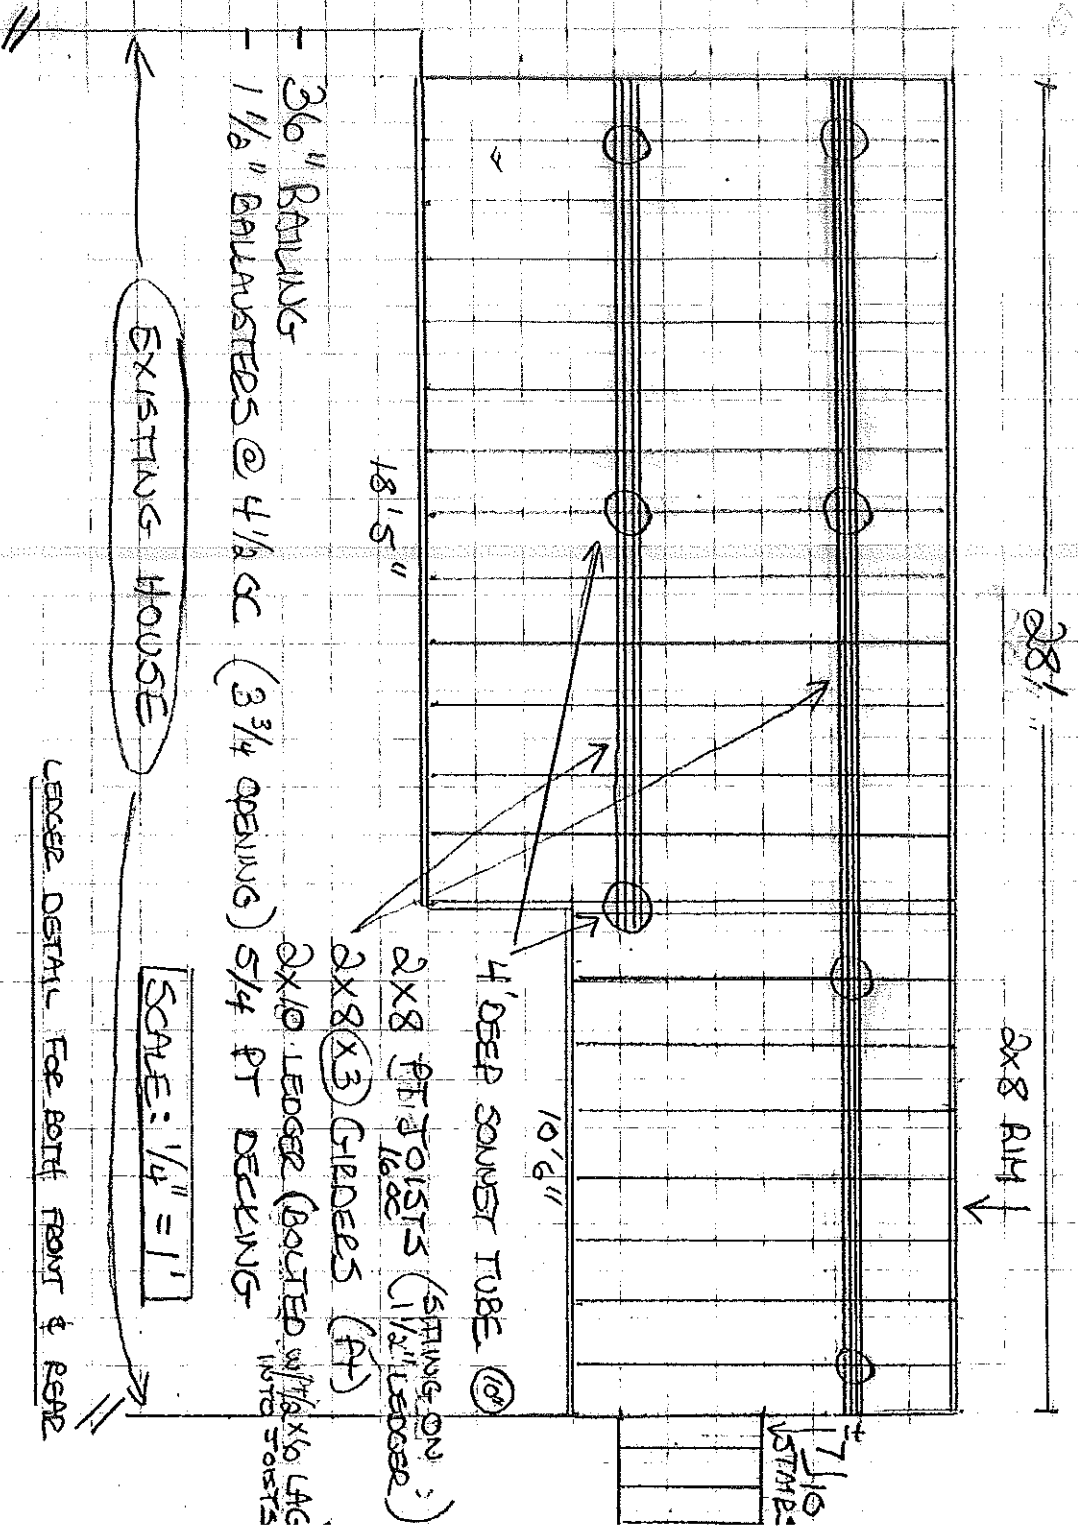 28'
2x8 RIM
7/10
STAIRS
18'5"
10'6"
4' DEEP SONNET TUBE 10"
2x8 PT JOISTS (SITTING ON
16 OC 1 1/2" LEDGER)
2x8 x3 GIRDERS (PT)
2x10 LEDGER (BOLTED W/ 1/2 x 6 LAG
INTO JOISTS
5/4 PT DECKING
- 36" RAILING
- 1 1/2" BALLAUSTERS @ 4 1/2 OC (3 3/4 OPENING)
EXISTING HOUSE
SCALE: 1/4" = 1'
LEDGER DETAIL FOR BOTH FRONT & REAR